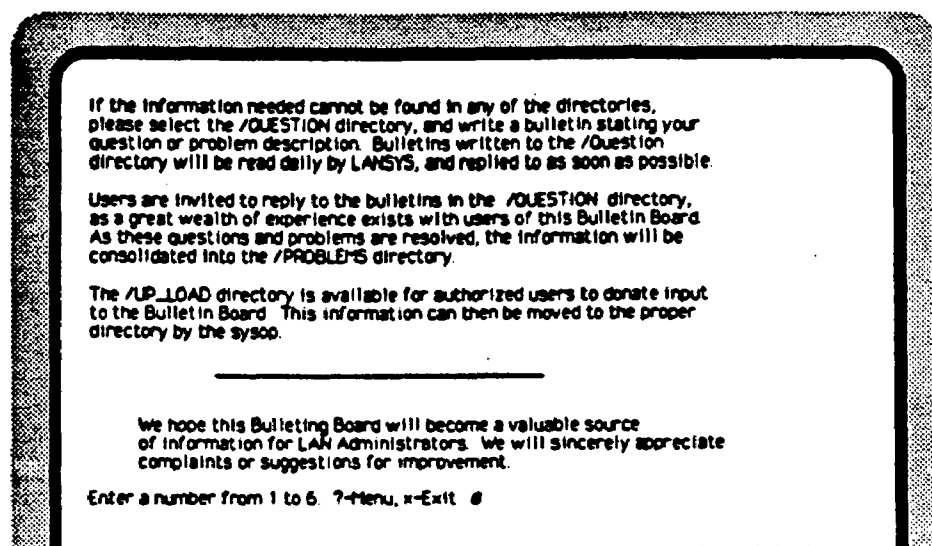 If the information needed cannot be found in any of the directories,
please select the /QUESTION directory, and write a bulletin stating your
question or problem description. Bulletins written to the /Question
directory will be read daily by LANSYS, and replied to as soon as possible.
Users are invited to reply to the bulletins in the /QUESTION directory,
as a great wealth of experience exists with users of this Bulletin Board.
As these questions and problems are resolved, the information will be
consolidated into the /PROBLEMS directory.
The /UP_LOAD directory is available for authorized users to donate input
to the Bulletin Board. This information can then be moved to the proper
directory by the sysop.
We hope this Bulleting Board will become a valuable source
of information for LAN Administrators. We will sincerely appreciate
complaints or suggestions for improvement.
Enter a number from 1 to 6. ?=Menu, x=Exit